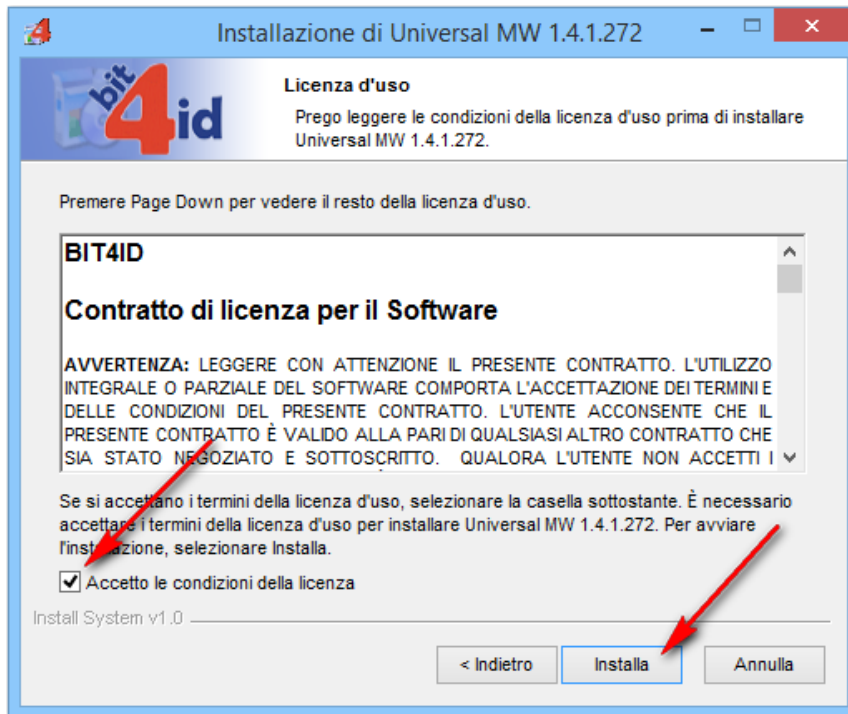 Installazione di Universal MW 1.4.1.272
bit
4id
Licenza d'uso
Prego leggere le condizioni della licenza d'uso prima di installare
Universal MW 1.4.1.272.
Premere Page Down per vedere il resto della licenza d'uso.
BIT4ID
Contratto di licenza per il Software
AVVERTENZA: LEGGERE CON ATTENZIONE IL PRESENTE CONTRATTO. L'UTILIZZO
INTEGRALE O PARZIALE DEL SOFTWARE COMPORTA L'ACCETTAZIONE DEI TERMINI E
DELLE CONDIZIONI DEL PRESENTE CONTRATTO. L'UTENTE ACCONSENTE CHE IL
PRESENTE CONTRATTO È VALIDO ALLA PARI DI QUALSIASI ALTRO CONTRATTO CHE
SIA STATO NEGOZIATO E SOTTOSCRITTO. QUALORA L'UTENTE NON ACCETTI I
Se si accettano i termini della licenza d'uso, selezionare la casella sottostante. È necessario
accettare i termini della licenza d'uso per installare Universal MW 1.4.1.272. Per avviare
l'installazione, selezionare Installa.
Accetto le condizioni della licenza
Install System v1.0
< Indietro
Installa
Annulla